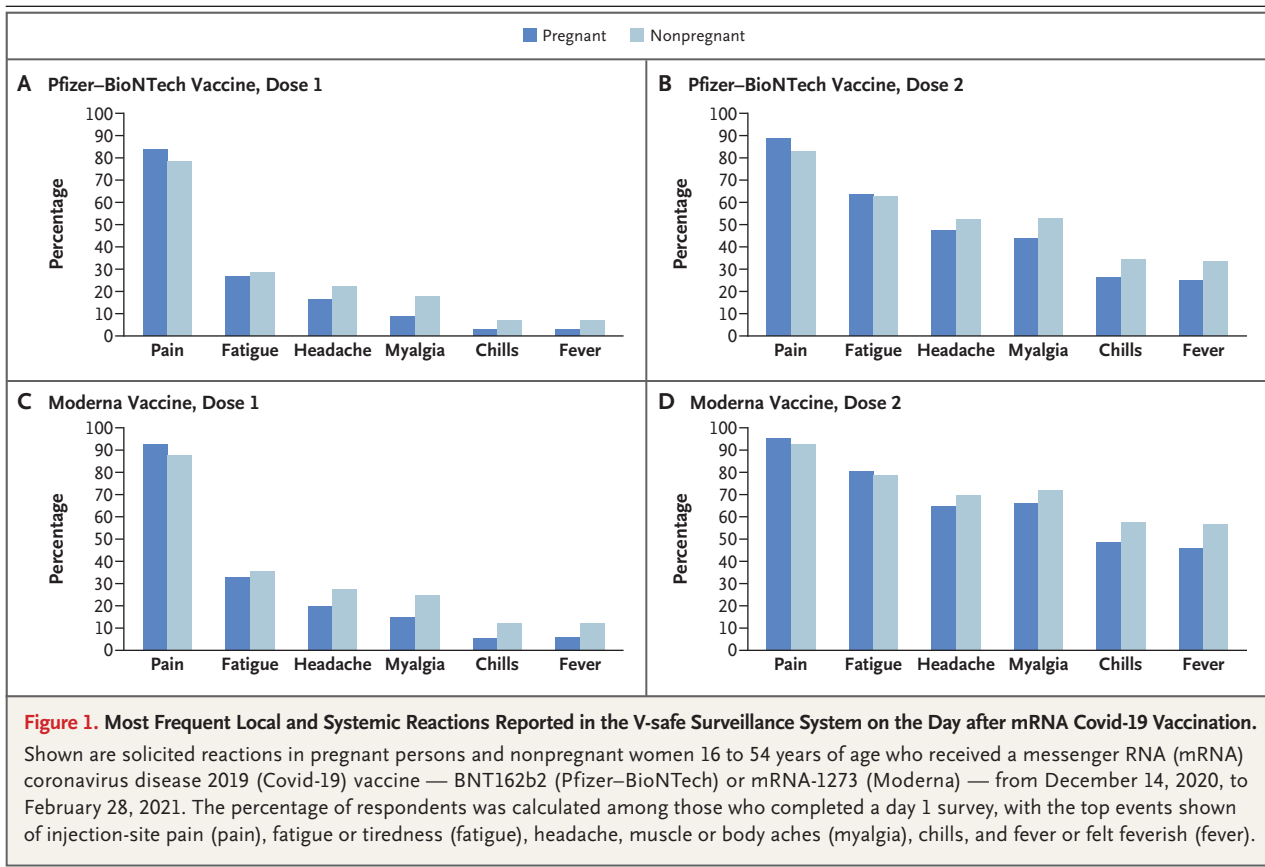 Pregnant Nonpregnant
A Pfizer–BioNTech Vaccine, Dose 1
100
90
80
70
60
50
40
30
20
10
0
Percentage
Pain Fatigue Headache Myalgia Chills Fever
B Pfizer–BioNTech Vaccine, Dose 2
100
90
80
70
60
50
40
30
20
10
0
Percentage
Pain Fatigue Headache Myalgia Chills Fever
C Moderna Vaccine, Dose 1
100
90
80
70
60
50
40
30
20
10
0
Percentage
Pain Fatigue Headache Myalgia Chills Fever
D Moderna Vaccine, Dose 2
100
90
80
70
60
50
40
30
20
10
0
Percentage
Pain Fatigue Headache Myalgia Chills Fever
Figure 1. Most Frequent Local and Systemic Reactions Reported in the V-safe Surveillance System on the Day after mRNA Covid-19 Vaccination.
Shown are solicited reactions in pregnant persons and nonpregnant women 16 to 54 years of age who received a messenger RNA (mRNA)
coronavirus disease 2019 (Covid-19) vaccine — BNT162b2 (Pfizer–BioNTech) or mRNA-1273 (Moderna) — from December 14, 2020, to
February 28, 2021. The percentage of respondents was calculated among those who completed a day 1 survey, with the top events shown
of injection-site pain (pain), fatigue or tiredness (fatigue), headache, muscle or body aches (myalgia), chills, and fever or felt feverish (fever).